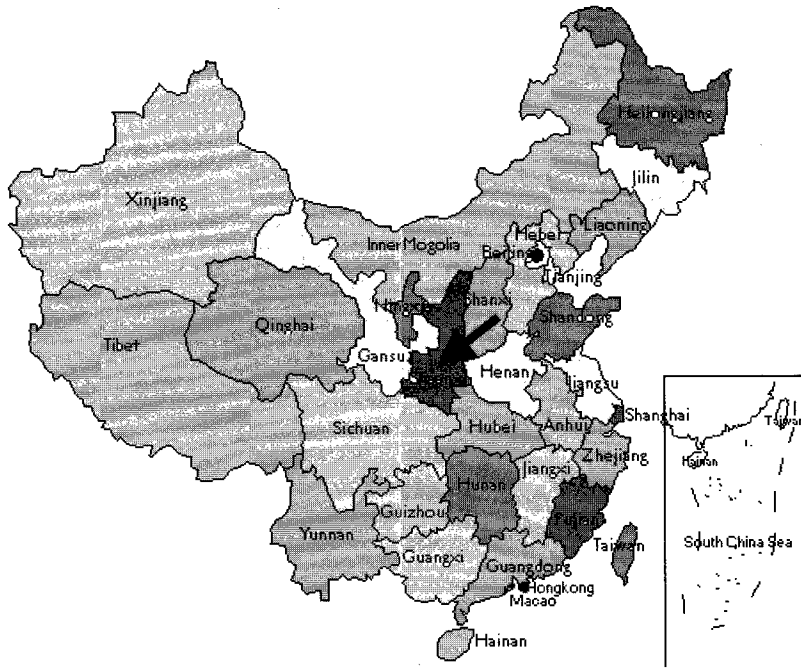 Heilongjiang
Jilin
Xinjiang
Liaoning
Inner Mogolia
Hebei
Beijing
Tianjing
Ningxia
Shanxi
Shandong
Qinghai
Tibet
Gansu
Henan
Jiangsu
Shanghai
Sichuan
Hubei
Anhui
Zhejiang
Jiangxi
Hunan
Guizhou
Fujian
Yunnan
Taiwan
Guangxi
Guangdong
Hongkong
Macao
Hainan
Taiwan
Hainan
South China Sea